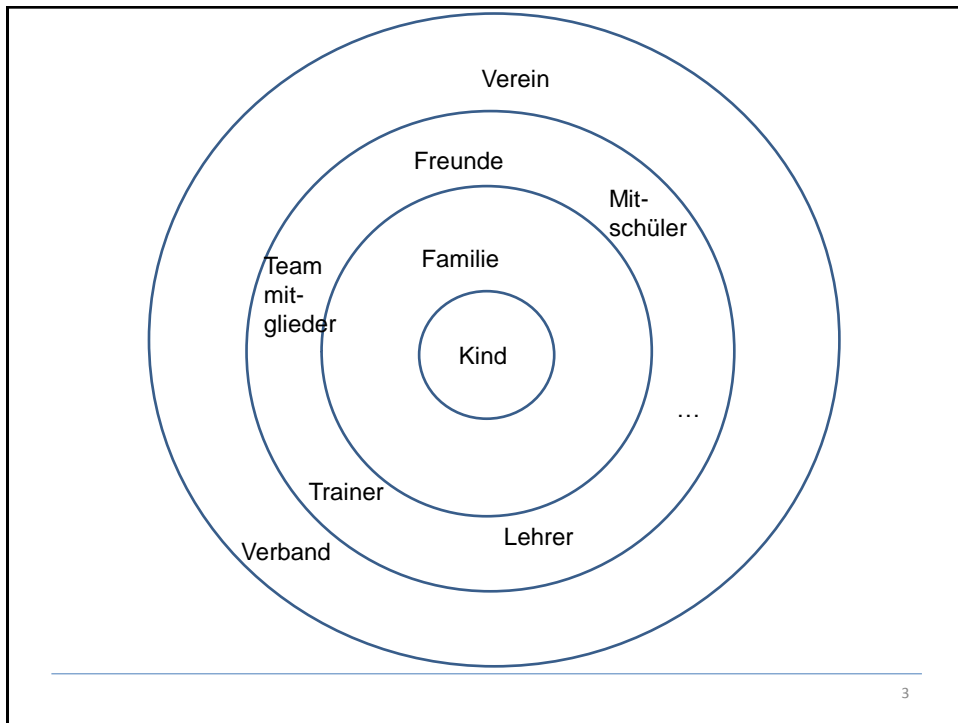 Verein
Freunde
Mit-
schüler
Familie
Team
mit-
glieder
Kind
…
Trainer
Lehrer
Verband
3